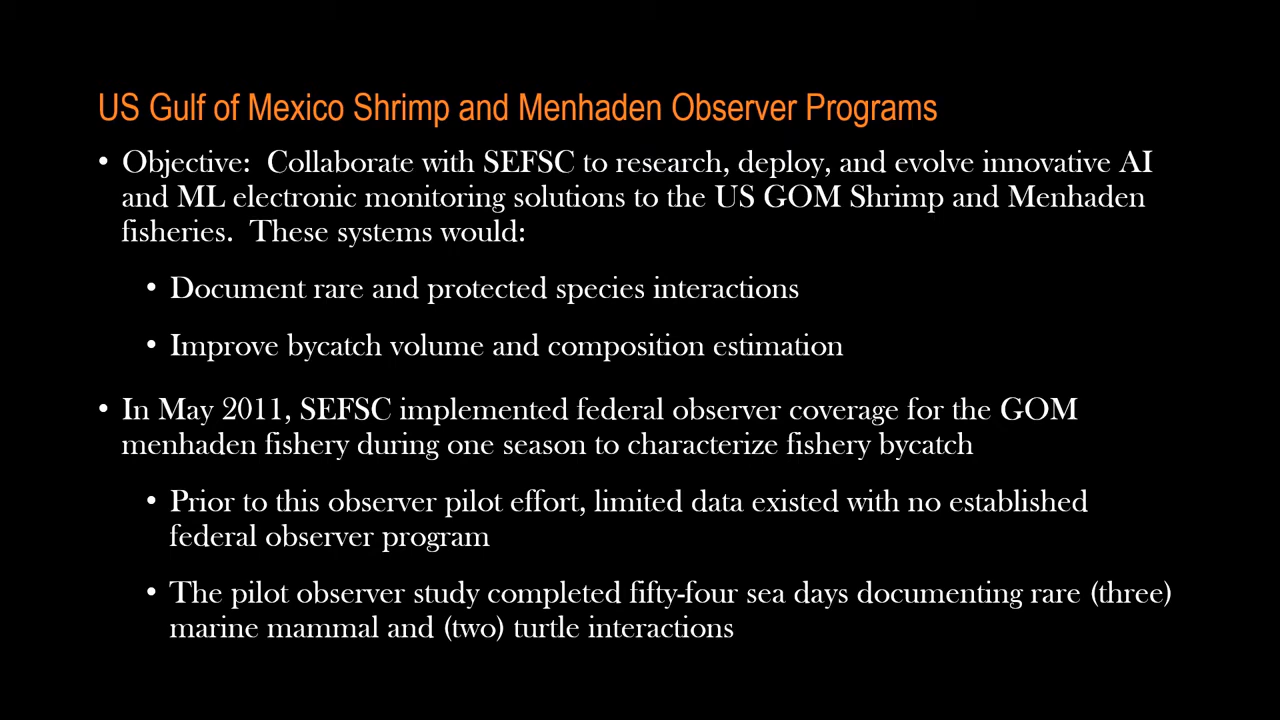 US Gulf of Mexico Shrimp and Menhaden Observer Programs
• Objective:  Collaborate with SEFSC to research, deploy, and evolve innovative AI
and ML electronic monitoring solutions to the US GOM Shrimp and Menhaden
fisheries.  These systems would:
• Document rare and protected species interactions
• Improve bycatch volume and composition estimation
• In May 2011, SEFSC implemented federal observer coverage for the GOM
menhaden fishery during one season to characterize fishery bycatch
• Prior to this observer pilot effort, limited data existed with no established
federal observer program
• The pilot observer study completed fifty-four sea days documenting rare (three)
marine mammal and (two) turtle interactions